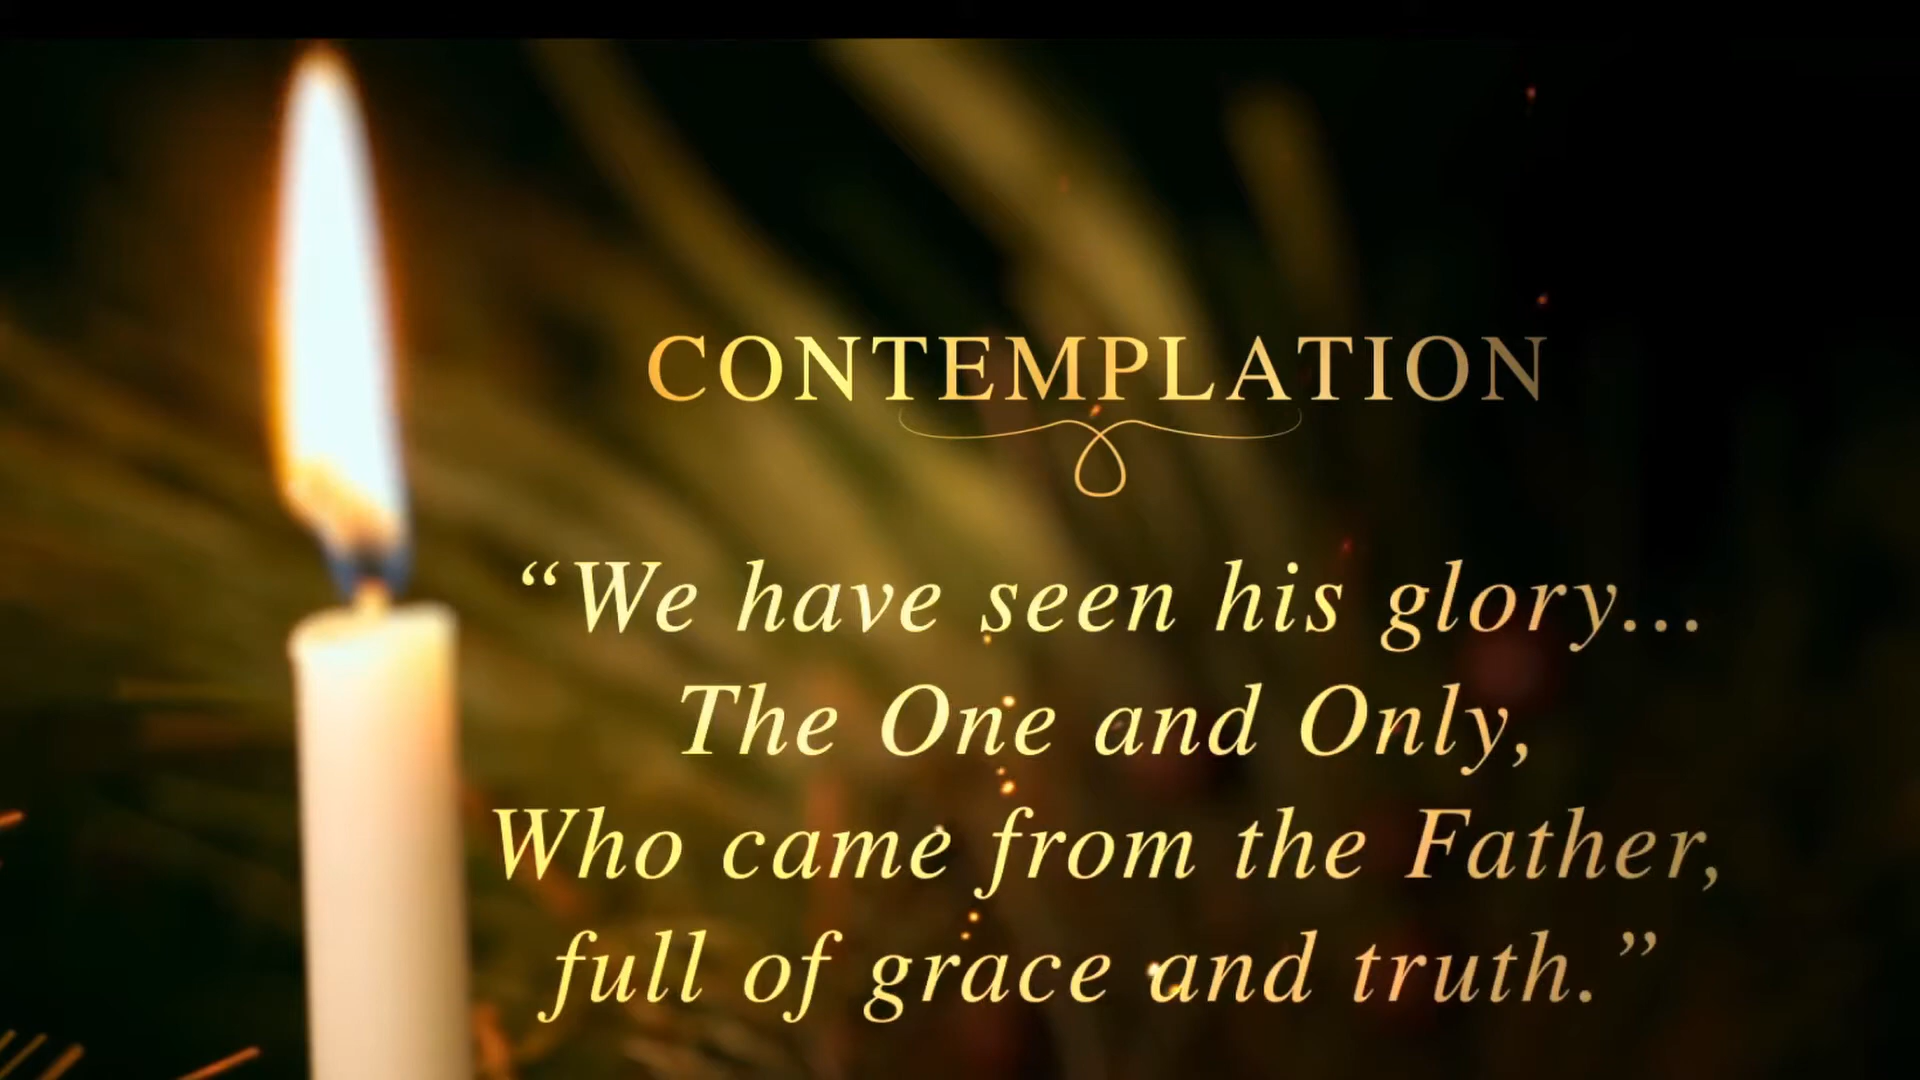 CONTEMPLATION
“We have seen his glory...
The One and Only,
Who came from the Father,
full of grace and truth.”